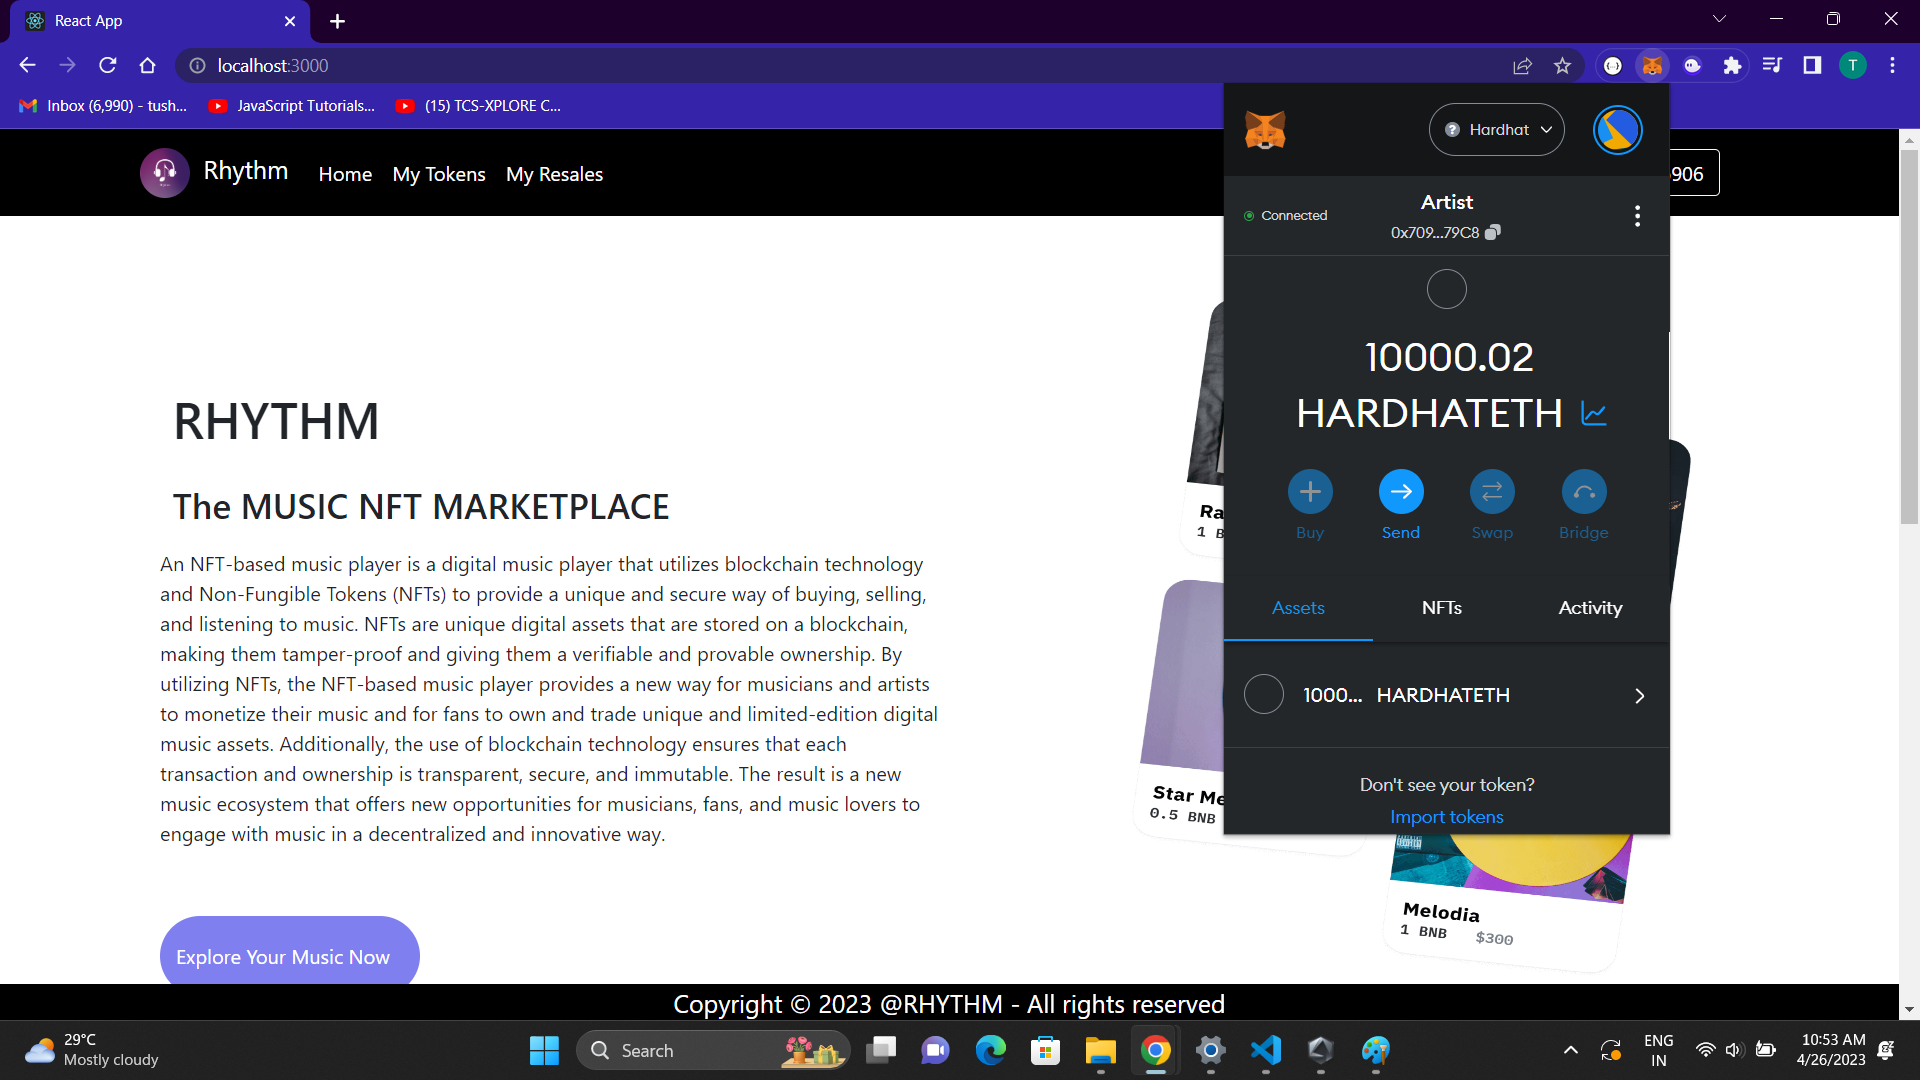 React App
localhost:3000
Inbox (6,990) - tush...
JavaScript Tutorials...
(15) TCS-XPLORE C...
T
Rhythm
Home
My Tokens
My Resales
906
Hardhat
Connected
Artist
0x709...79C8
10000.02
HARDHATETH
Buy
Send
Swap
Bridge
Assets
NFTs
Activity
1000... HARDHATETH
Don't see your token?
Import tokens
RHYTHM
The MUSIC NFT MARKETPLACE
An NFT-based music player is a digital music player that utilizes blockchain technology
and Non-Fungible Tokens (NFTs) to provide a unique and secure way of buying, selling,
and listening to music. NFTs are unique digital assets that are stored on a blockchain,
making them tamper-proof and giving them a verifiable and provable ownership. By
utilizing NFTs, the NFT-based music player provides a new way for musicians and artists
to monetize their music and for fans to own and trade unique and limited-edition digital
music assets. Additionally, the use of blockchain technology ensures that each
transaction and ownership is transparent, secure, and immutable. The result is a new
music ecosystem that offers new opportunities for musicians, fans, and music lovers to
engage with music in a decentralized and innovative way.
Explore Your Music Now
Ra
1 B
Star Me
0.5 BNB
Melodia
1 BNB $300
Copyright © 2023 @RHYTHM - All rights reserved
29°C
Mostly cloudy
Search
ENG
IN
10:53 AM
4/26/2023